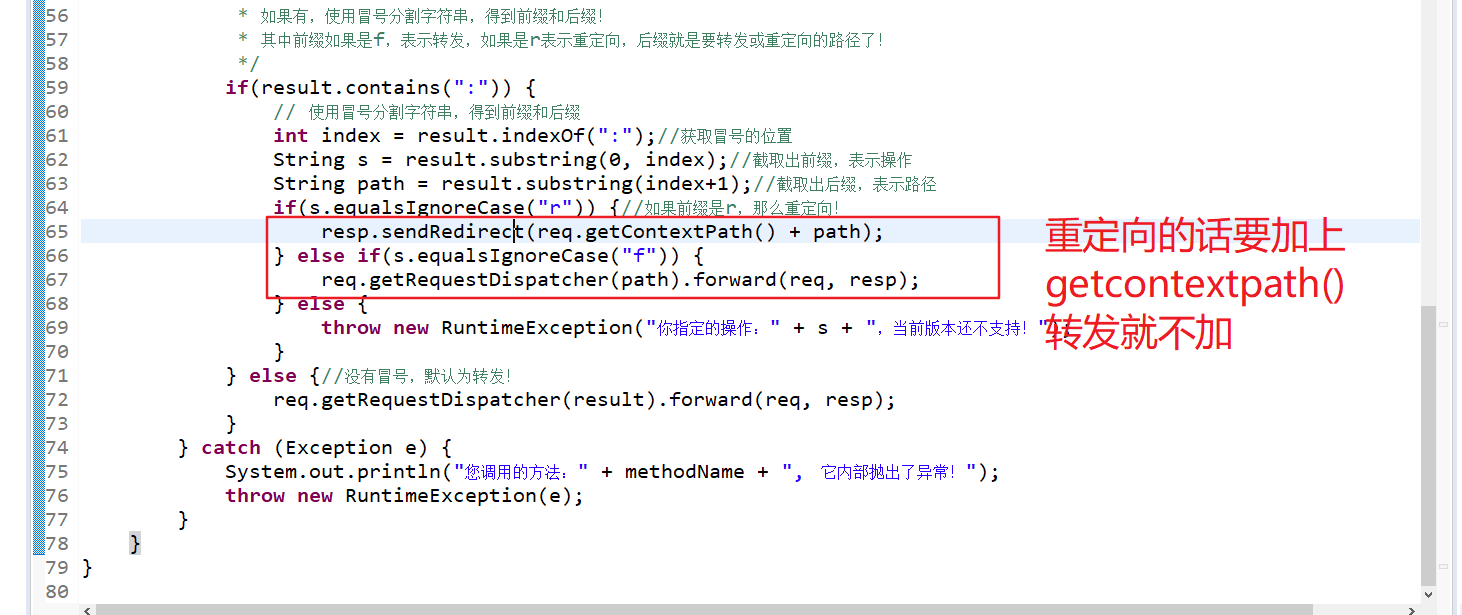 56 * 如果有，使用冒号分割字符串，得到前缀和后缀！
57 * 其中前缀如果是f，表示转发，如果是r表示重定向，后缀就是要转发或重定向的路径了！
58 */
59 if(result.contains(":")) {
60 // 使用冒号分割字符串，得到前缀和后缀
61 int index = result.indexOf(":");//获取冒号的位置
62 String s = result.substring(0, index);//截取出前缀，表示操作
63 String path = result.substring(index+1);//截取出后缀，表示路径
64 if(s.equalsIgnoreCase("r")) {//如果前缀是r，那么重定向！
65 resp.sendRedirect(req.getContextPath() + path);
66 } else if(s.equalsIgnoreCase("f")) {
67 req.getRequestDispatcher(path).forward(req, resp);
68 } else {
69 throw new RuntimeException("你指定的操作：" + s + "，当前版本还不支持！");
70 }
71 } else {//没有冒号，默认为转发！
72 req.getRequestDispatcher(result).forward(req, resp);
73 }
74 } catch (Exception e) {
75 System.out.println("您调用的方法：" + methodName + ",　它内部抛出了异常！");
76 throw new RuntimeException(e);
77 }
78 }
79 }
80
重定向的话要加上
getcontextpath()
转发就不加